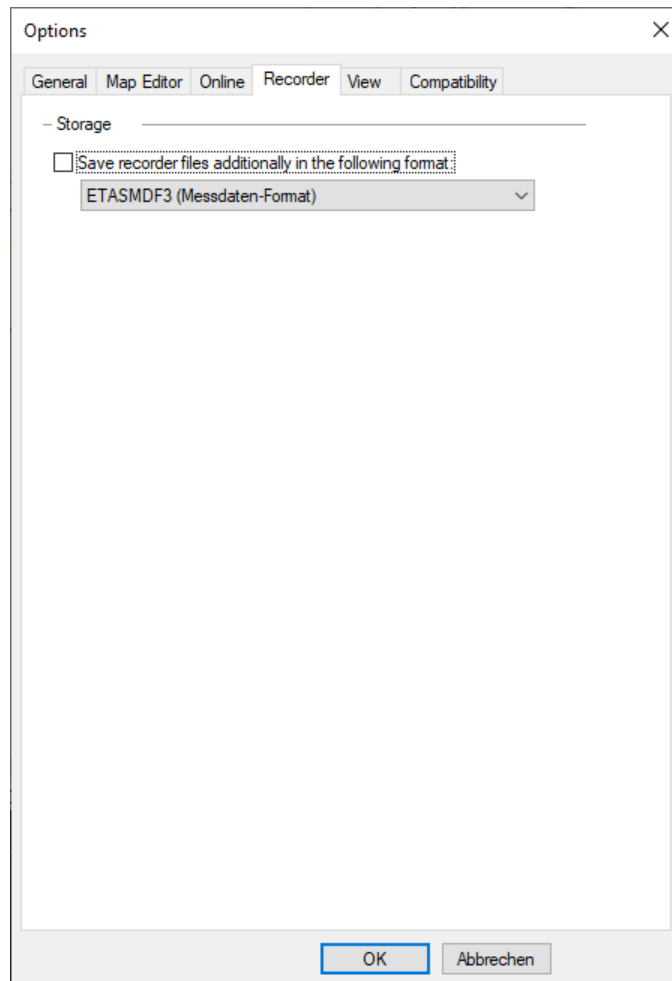 Options
General Map Editor Online Recorder View Compatibility
Storage
Save recorder files additionally in the following format:
ETASMDF3 (Messdaten-Format)
OK Abbrechen